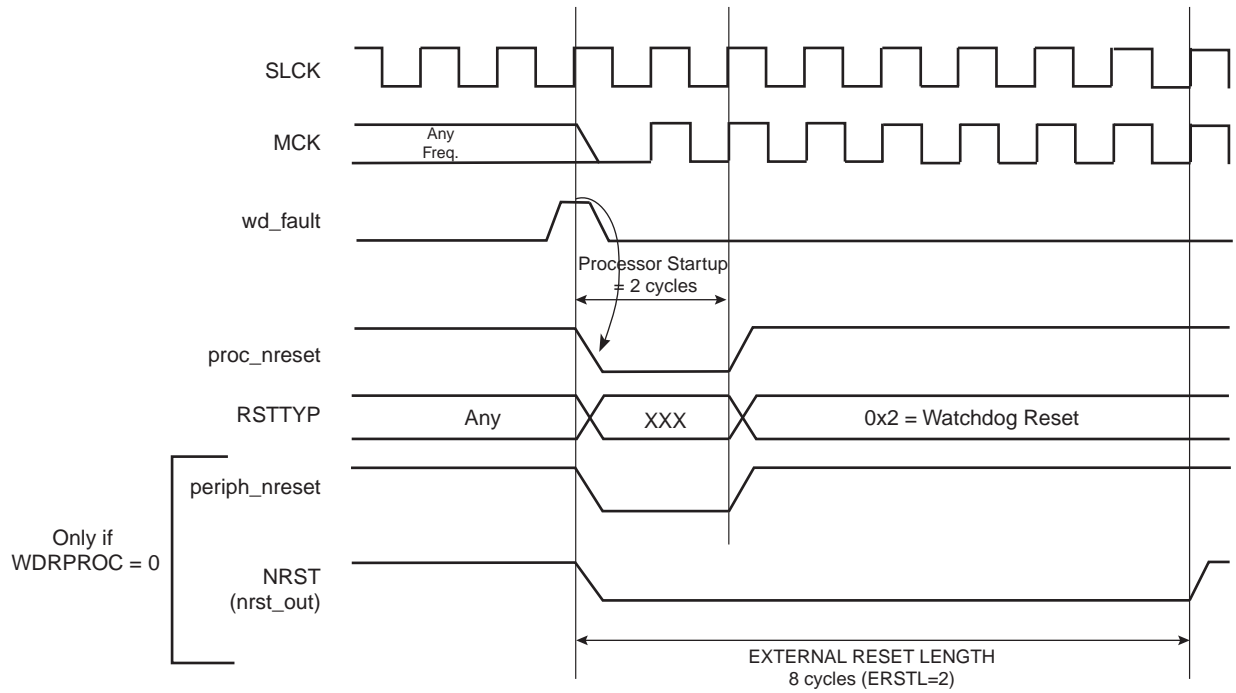 SLCK
MCK
Any
Freq.
wd_fault
Processor Startup
= 2 cycles
proc_nreset
RSTTYP
Any
XXX
0x2 = Watchdog Reset
periph_nreset
Only if
WDRPROC = 0
NRST
(nrst_out)
EXTERNAL RESET LENGTH
8 cycles (ERSTL=2)